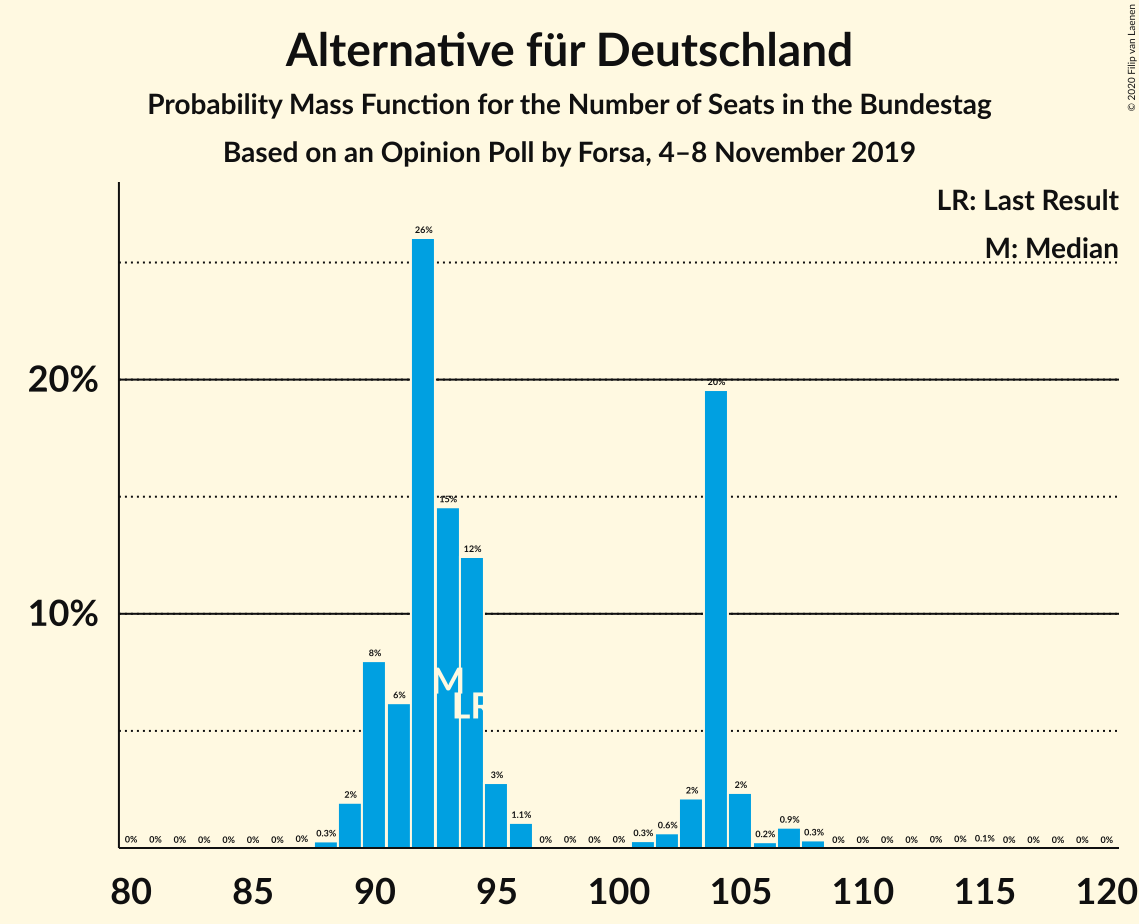 Alternative für Deutschland
Probability Mass Function for the Number of Seats in the Bundestag
Based on an Opinion Poll by Forsa, 4–8 November 2019
© 2020 Filip van Laenen
LR: Last Result
M: Median
20%
10%
0% 0% 0% 0% 0% 0% 0% 0% 0.3% 2% 8% 6% 26% 15% 12% 3% 1.1% 0% 0% 0% 0% 0.3% 0.6% 2% 20% 2% 0.2% 0.9% 0.3% 0% 0% 0% 0% 0% 0% 0.1% 0% 0% 0% 0% 0%
M
LR
80 85 90 95 100 105 110 115 120